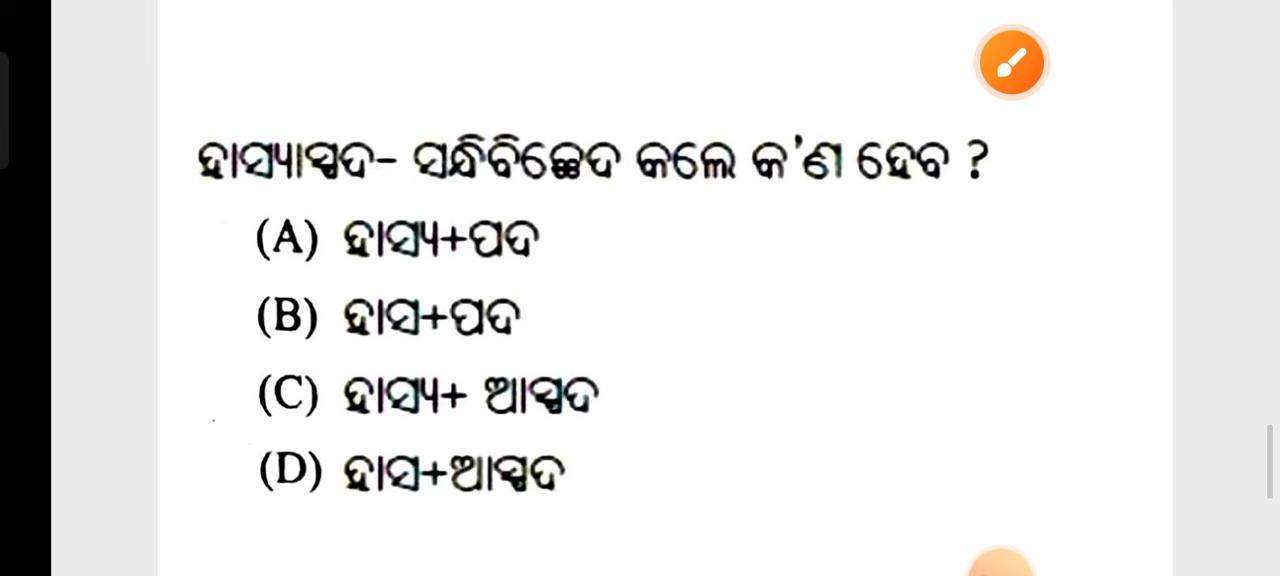 ହାସ୍ୟାସ୍ପଦ- ସନ୍ଧିବିଚ୍ଛେଦ କଲେ କ'ଣ ହେବ ?
(A) ହାସ୍ୟ+ପଦ
(B) ହାସ+ପଦ
(C) ହାସ୍ୟ+ ଆସ୍ପଦ
(D) ହାସ+ଆସ୍ପଦ